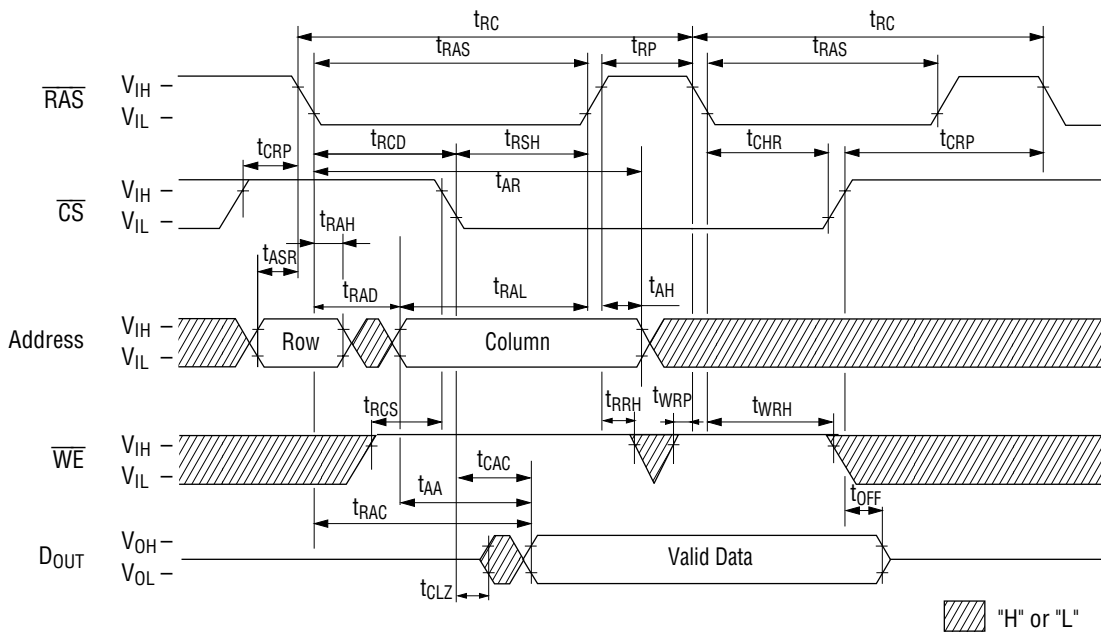 tRC tRC
tRAS tRP tRAS
RAS VIH
VIL
tRCD tRSH tCHR tCRP
tCRP
tAR
CS VIH
VIL
tRAH
tASR
tRAD tRAL tAH
Address VIH
VIL
Row Column
tRCS tRRH tWRP tWRH
WE VIH
VIL
tCAC
tAA tOFF
tRAC
DOUT VOH
VOL
Valid Data
tCLZ
"H" or "L"